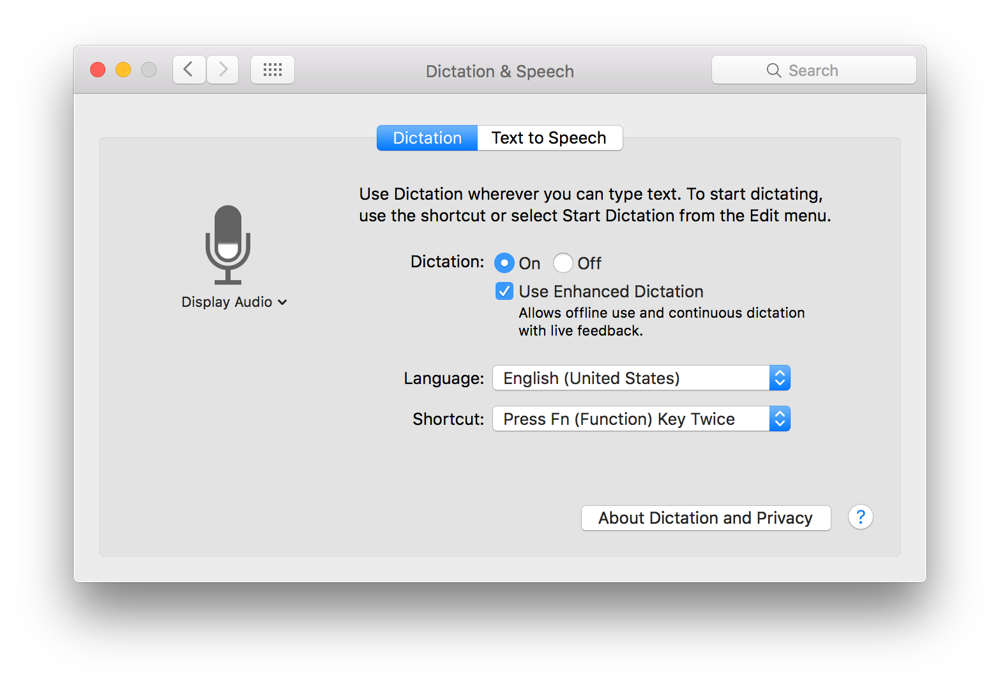 Dictation & Speech
Search
Dictation
Text to Speech
Use Dictation wherever you can type text. To start dictating,
use the shortcut or select Start Dictation from the Edit menu.
Display Audio
Dictation: On Off
Use Enhanced Dictation
Allows offline use and continuous dictation
with live feedback.
Language: English (United States)
Shortcut: Press Fn (Function) Key Twice
About Dictation and Privacy ?